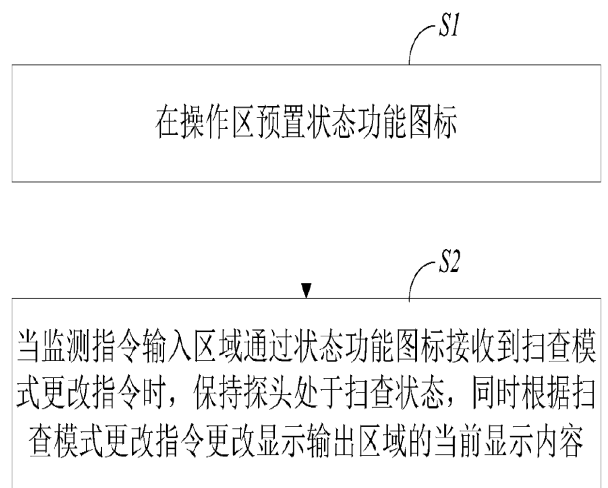 S1
在操作区预置状态功能图标
S2
当监测指令输入区域通过状态功能图标接收到扫查模
式更改指令时，保持探头处于扫查状态，同时根据扫
查模式更改指令更改显示输出区域的当前显示内容